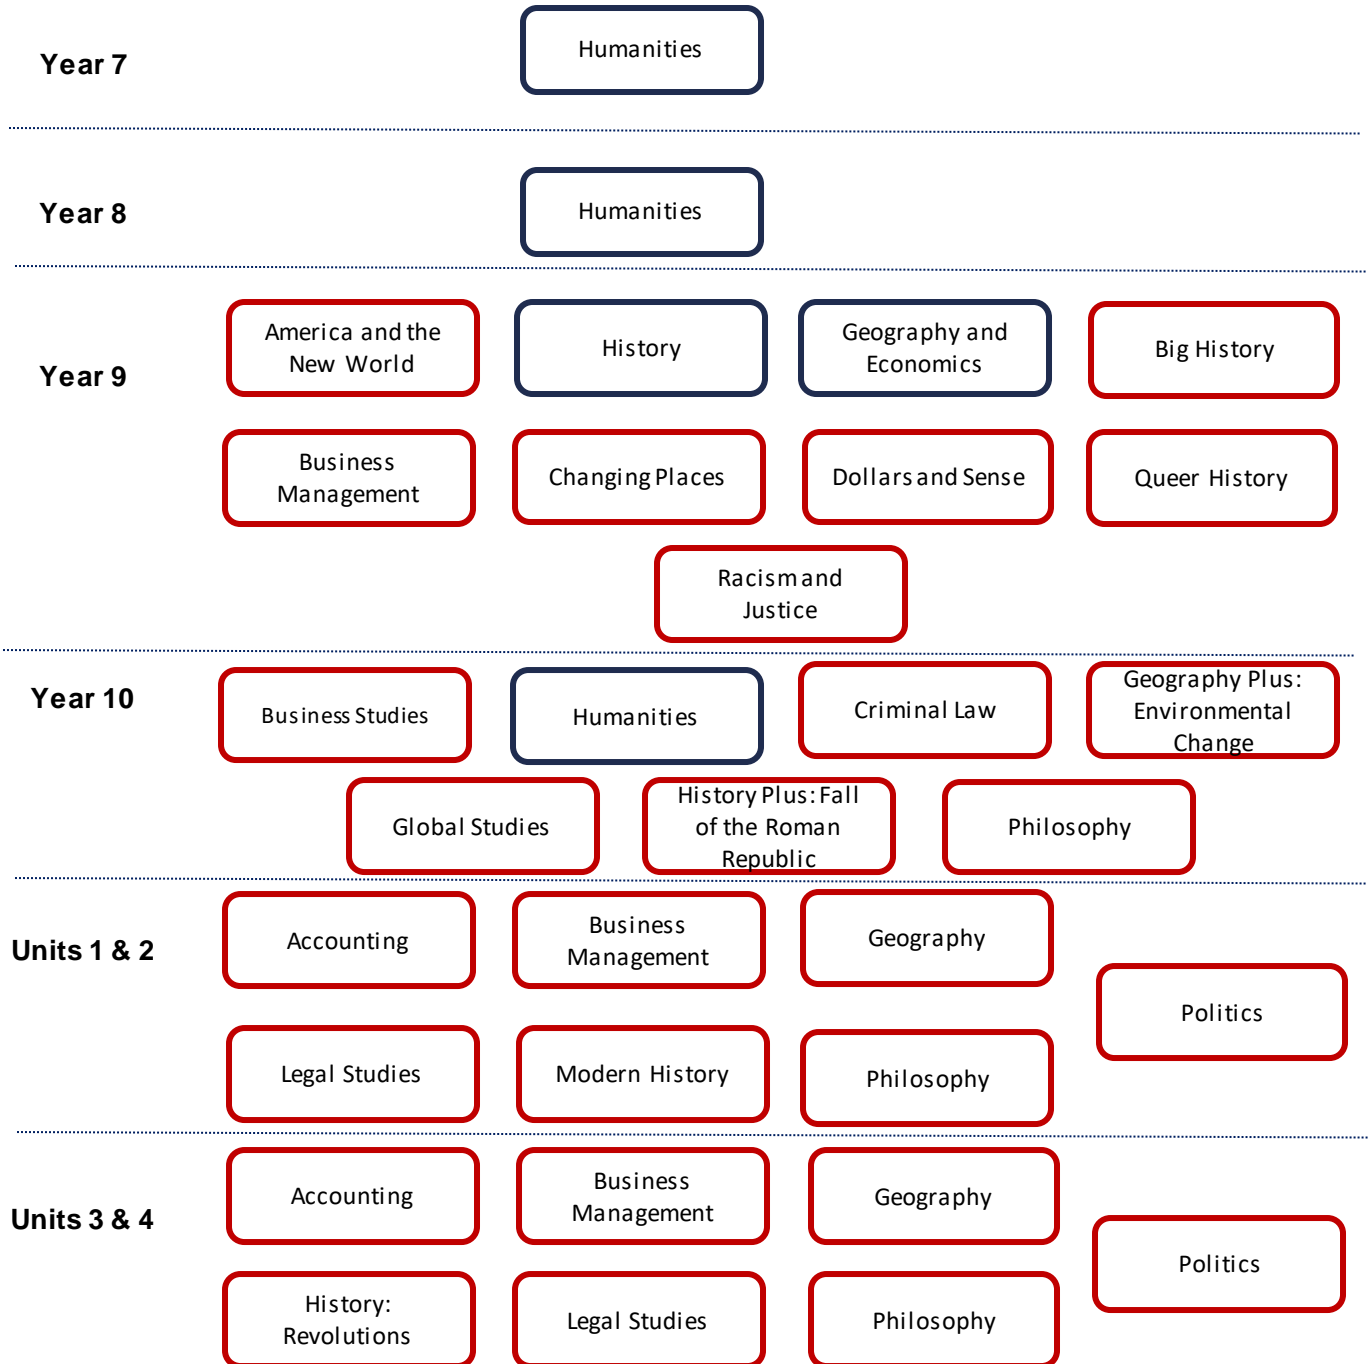 Year 7
Humanities
Year 8
Humanities
Year 9
America and the
New World
History
Geography and
Economics
Big History
Business
Management
Changing Places
Dollars and Sense
Queer History
Racism and
Justice
Year 10
Business Studies
Humanities
Criminal Law
Geography Plus:
Environmental
Change
Global Studies
History Plus: Fall
of the Roman
Republic
Philosophy
Units 1 & 2
Accounting
Business
Management
Geography
Politics
Legal Studies
Modern History
Philosophy
Units 3 & 4
Accounting
Business
Management
Geography
Politics
History:
Revolutions
Legal Studies
Philosophy